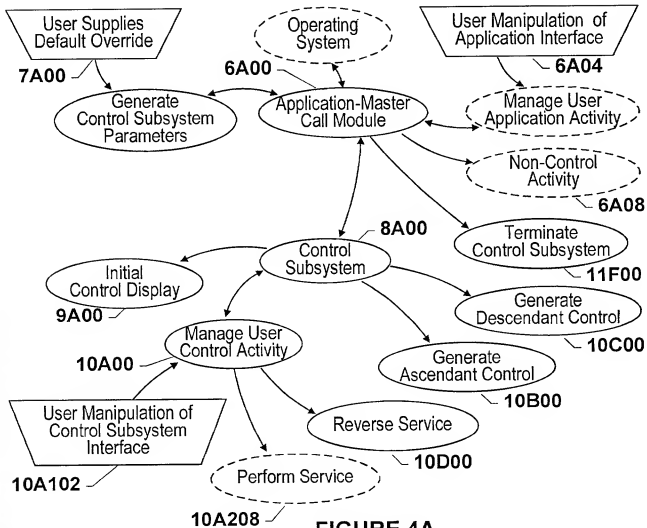 User Supplies
Default Override
7A00
Operating
System
User Manipulation of
Application Interface
6A04
6A00
Generate
Control Subsystem
Parameters
Application-Master
Call Module
Manage User
Application Activity
Non-Control
Activity
6A08
8A00
Terminate
Control Subsystem
11F00
Control
Subsystem
Initial
Control Display
9A00
Generate
Descendant Control
10C00
Manage User
Control Activity
10A00
Generate
Ascendant Control
10B00
User Manipulation of
Control Subsystem
Interface
10A102
Reverse Service
10D00
Perform Service
10A208
FIGURE 4A